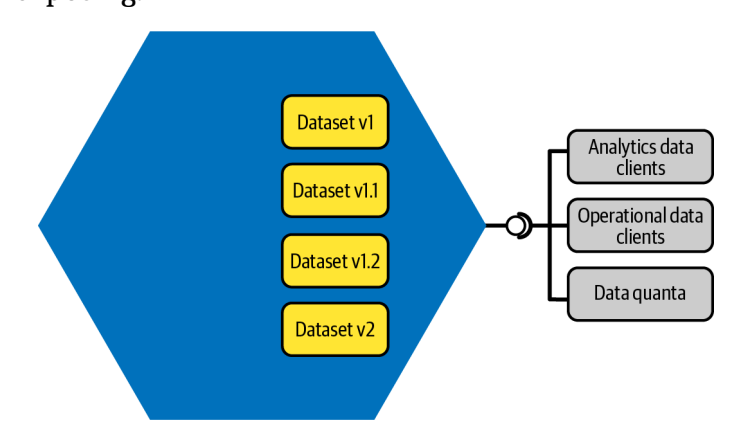 Dataset v1
Dataset v1.1
Dataset v1.2
Dataset v2
Analytics data
clients
Operational data
clients
Data quanta